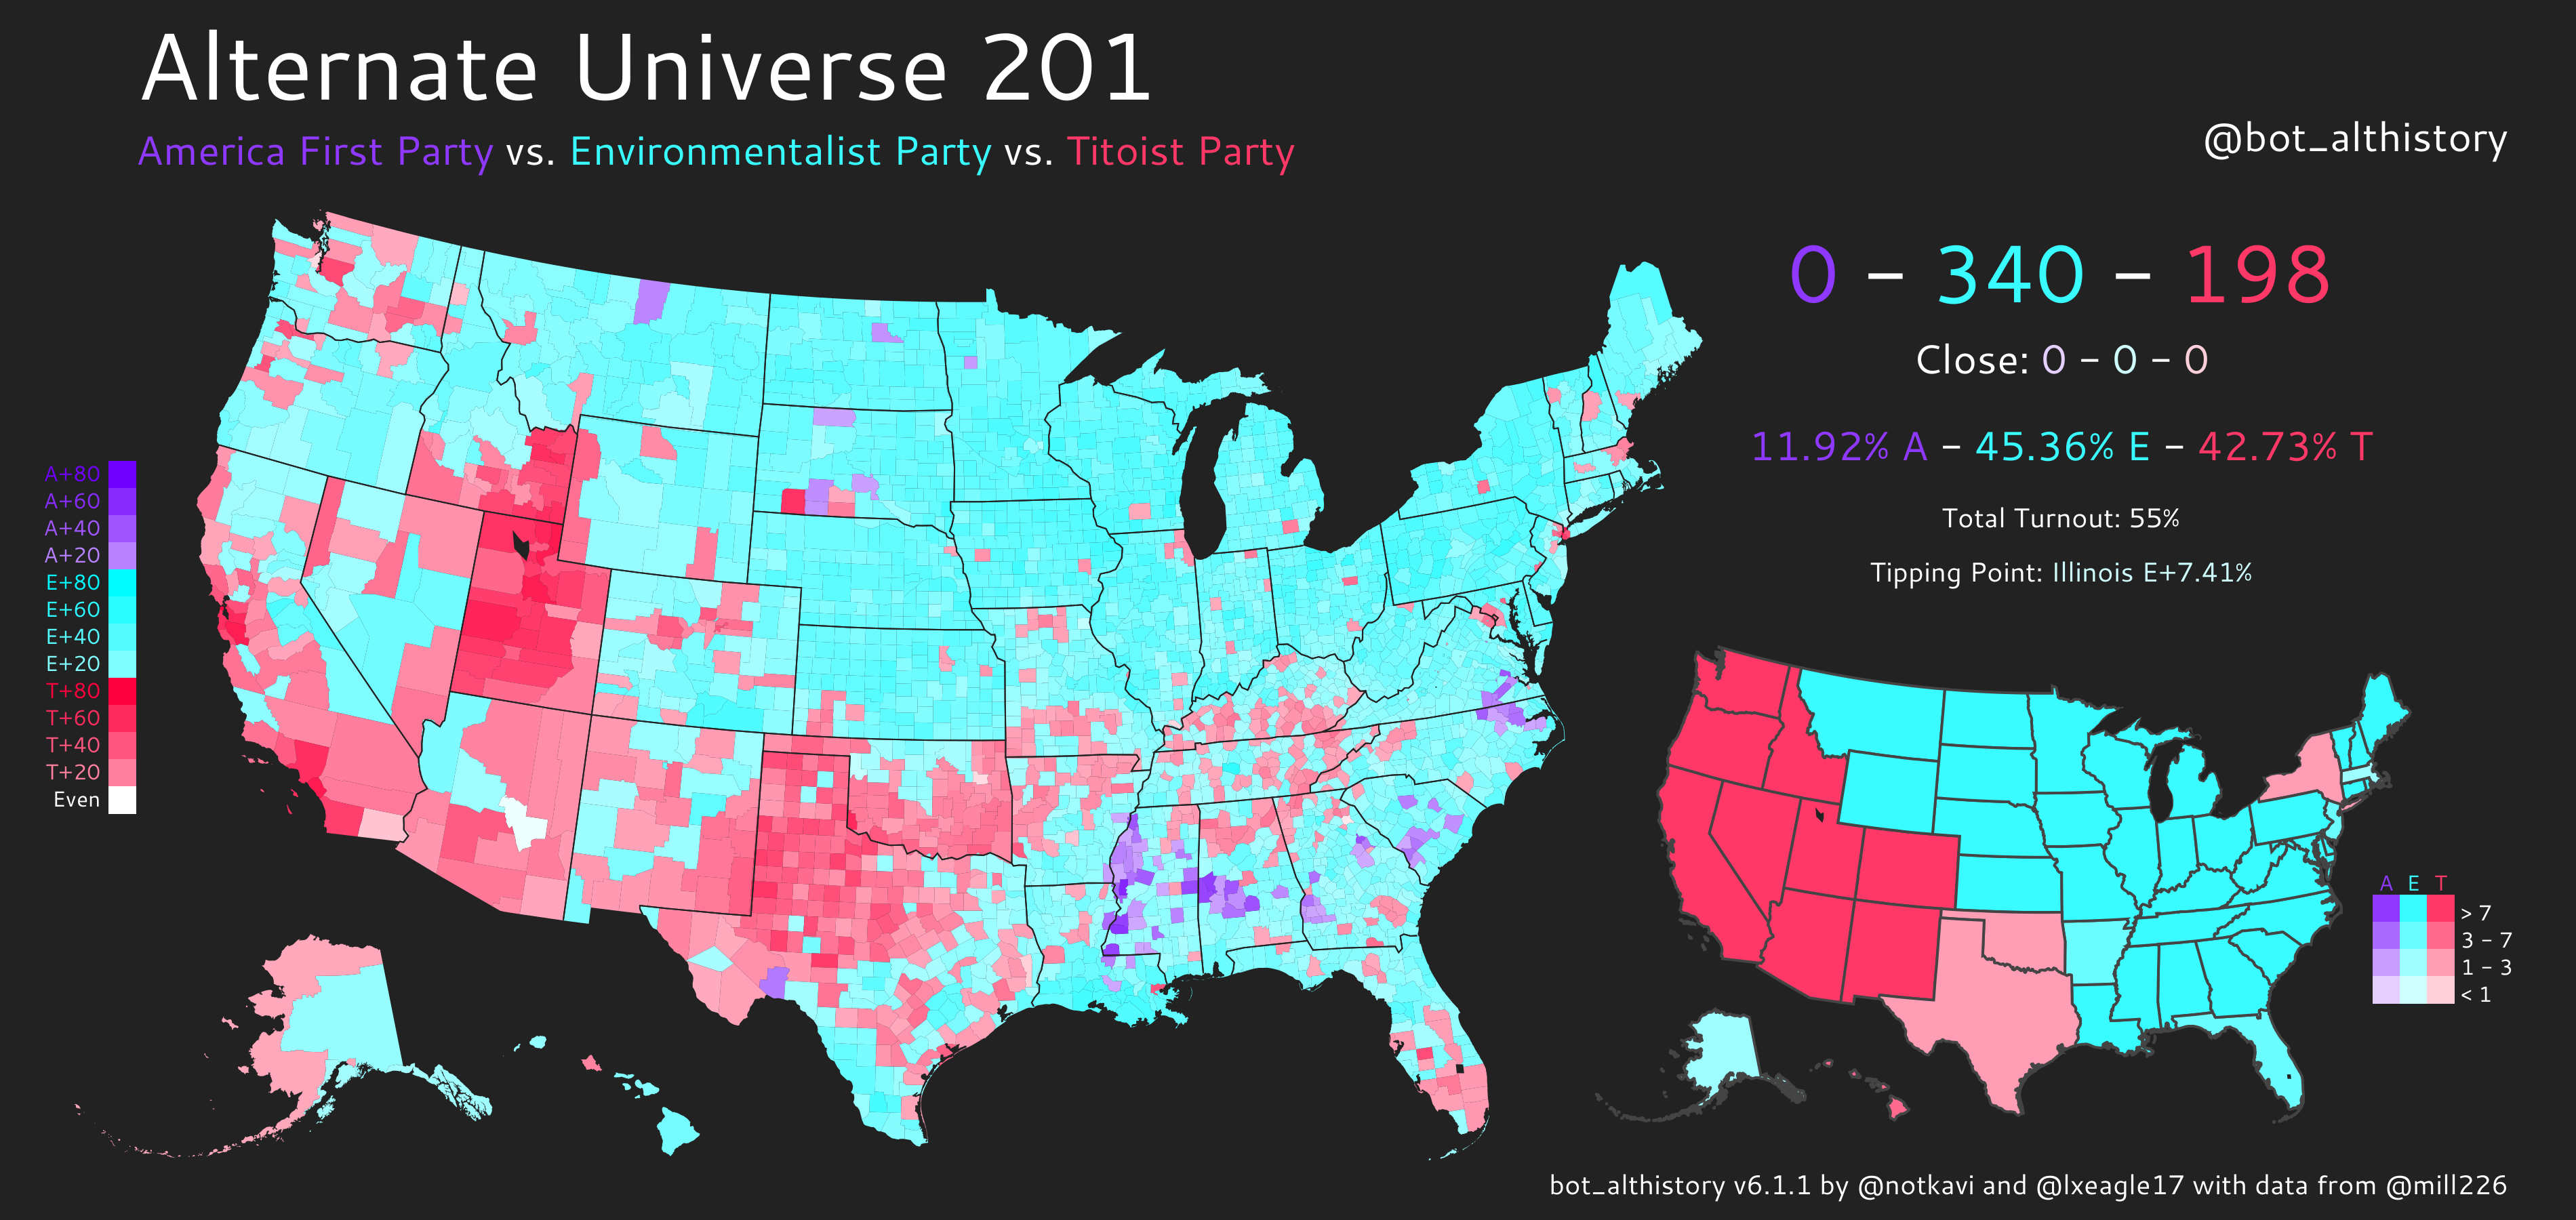 Alternate Universe 201
America First Party vs. Environmentalist Party vs. Titoist Party
@bot_althistory
0 – 340 – 198
Close: 0 – 0 – 0
11.92% A – 45.36% E – 42.73% T
Total Turnout: 55%
Tipping Point: Illinois E+7.41%
A+80
A+60
A+40
A+20
E+80
E+60
E+40
E+20
T+80
T+60
T+40
T+20
Even
A E T
> 7
3 – 7
1 – 3
< 1
bot_althistory v6.1.1 by @notkavi and @lxeagle17 with data from @mill226